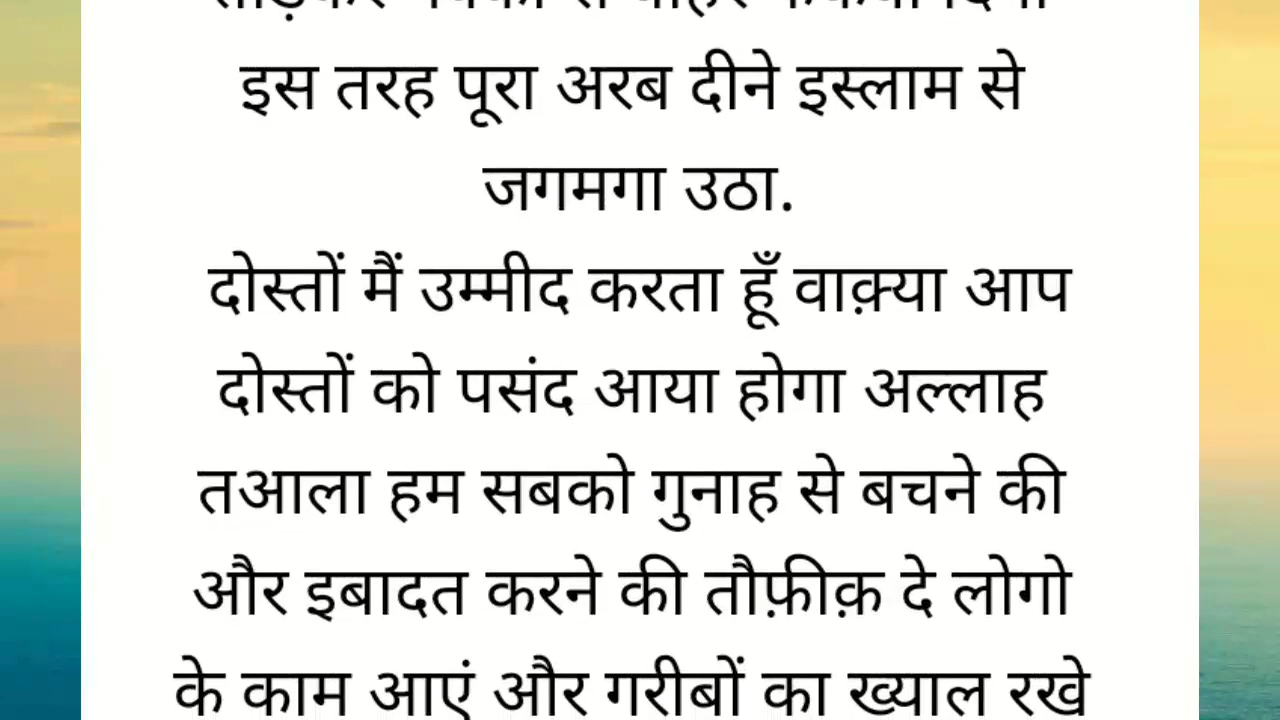 इस तरह पूरा अरब दीने इस्लाम से
जगमगा उठा.
दोस्तों मैं उम्मीद करता हूँ वाक़्या आप
दोस्तों को पसंद आया होगा अल्लाह
तआला हम सबको गुनाह से बचने की
और इबादत करने की तौफ़ीक़ दे लोगो
के काम आएं और गरीबों का ख्याल रखे